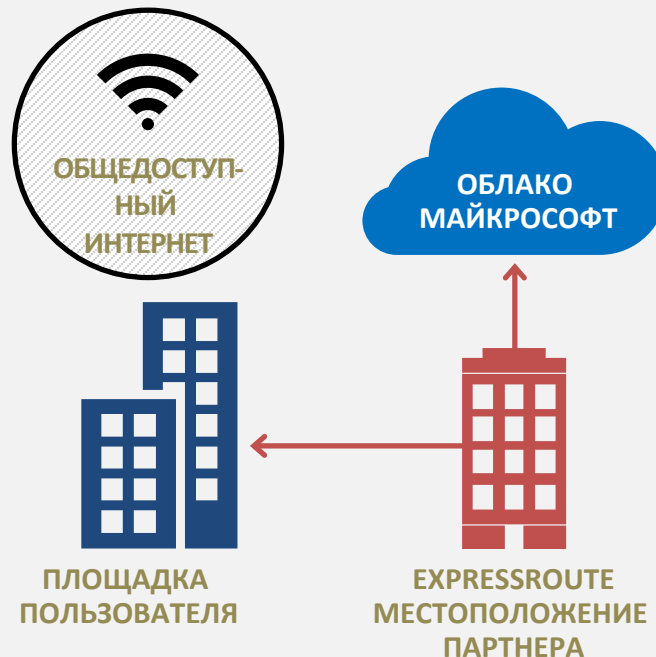 ОБЩЕДОСТУП-
НЫЙ
ИНТЕРНЕТ
ОБЛАКО
МАЙКРОСОФТ
ПЛОЩАДКА
ПОЛЬЗОВАТЕЛЯ
EXPRESSROUTE
МЕСТОПОЛОЖЕНИЕ
ПАРТНЕРА